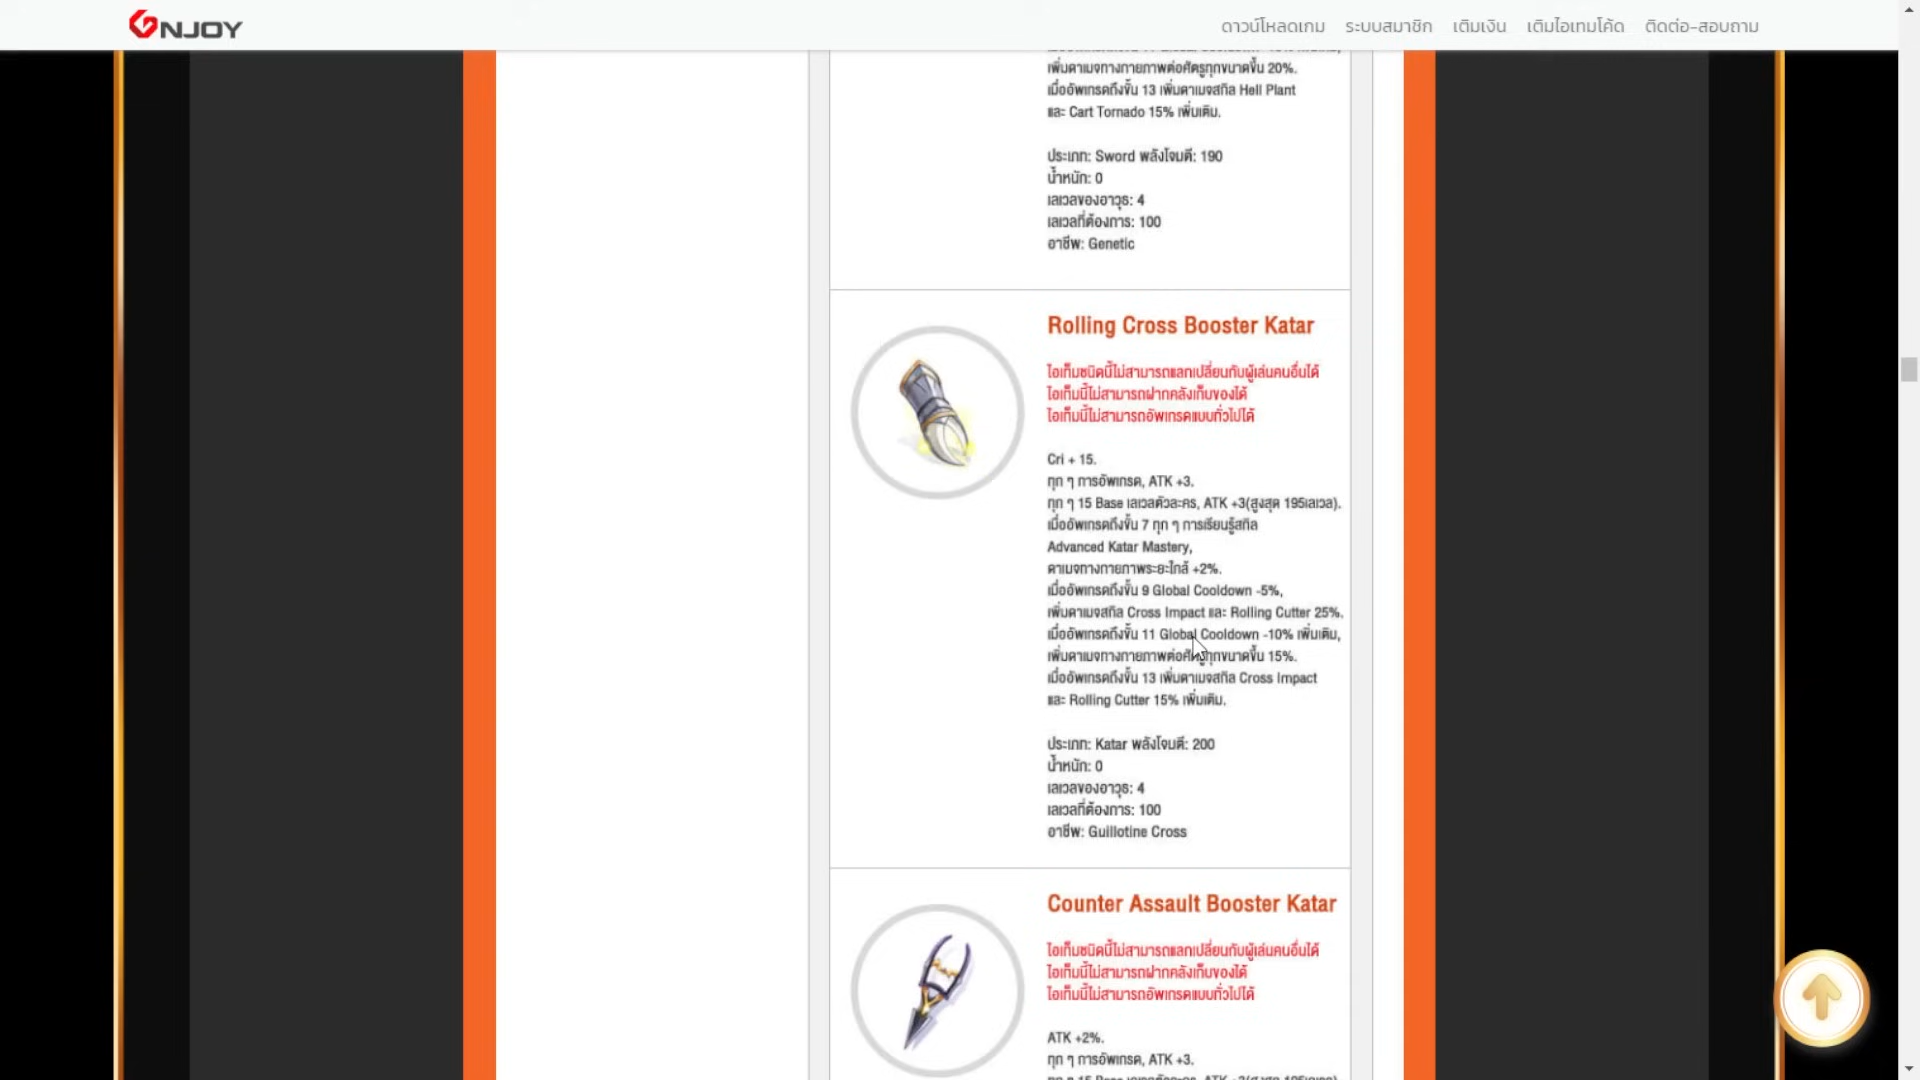 GNJOY
ดาวน์โหลดเกม ระบบสมาชิก เติมเงิน เติมไอเทมโค้ด ติดต่อ-สอบถาม
เพิ่มดาเมจทางกายภาพต่อศัตรูทุกขนาดขึ้น 20%.
เมื่ออัพเกรดถึงขั้น 13 เพิ่มดาเมจสกิล Hell Plant
และ Cart Tornado 15% เพิ่มเติม.
ประเภท: Sword พลังโจมตี: 190
น้ำหนัก: 0
เลเวลของอาวุธ: 4
เลเวลที่ต้องการ: 100
อาชีพ: Genetic
Rolling Cross Booster Katar
ไอเท็มชนิดนี้ไม่สามารถแลกเปลี่ยนกับผู้เล่นคนอื่นได้
ไอเท็มนี้ไม่สามารถฝากคลังเก็บของได้
ไอเท็มนี้ไม่สามารถอัพเกรดแบบทั่วไปได้
Cri + 15.
ทุก ๆ การอัพเกรด, ATK +3.
ทุก ๆ 15 Base เลเวลตัวละคร, ATK +3(สูงสุด 195เลเวล).
เมื่ออัพเกรดถึงขั้น 7 ทุก ๆ การเรียนรู้สกิล
Advanced Katar Mastery,
ดาเมจทางกายภาพระยะใกล้ +2%.
เมื่ออัพเกรดถึงขั้น 9 Global Cooldown -5%,
เพิ่มดาเมจสกิล Cross Impact และ Rolling Cutter 25%.
เมื่ออัพเกรดถึงขั้น 11 Global Cooldown -10% เพิ่มเติม,
เพิ่มดาเมจทางกายภาพต่อศัตรูทุกขนาดขึ้น 15%.
เมื่ออัพเกรดถึงขั้น 13 เพิ่มดาเมจสกิล Cross Impact
และ Rolling Cutter 15% เพิ่มเติม.
ประเภท: Katar พลังโจมตี: 200
น้ำหนัก: 0
เลเวลของอาวุธ: 4
เลเวลที่ต้องการ: 100
อาชีพ: Guillotine Cross
Counter Assault Booster Katar
ไอเท็มชนิดนี้ไม่สามารถแลกเปลี่ยนกับผู้เล่นคนอื่นได้
ไอเท็มนี้ไม่สามารถฝากคลังเก็บของได้
ไอเท็มนี้ไม่สามารถอัพเกรดแบบทั่วไปได้
ATK +2%.
ทุก ๆ การอัพเกรด, ATK +3.